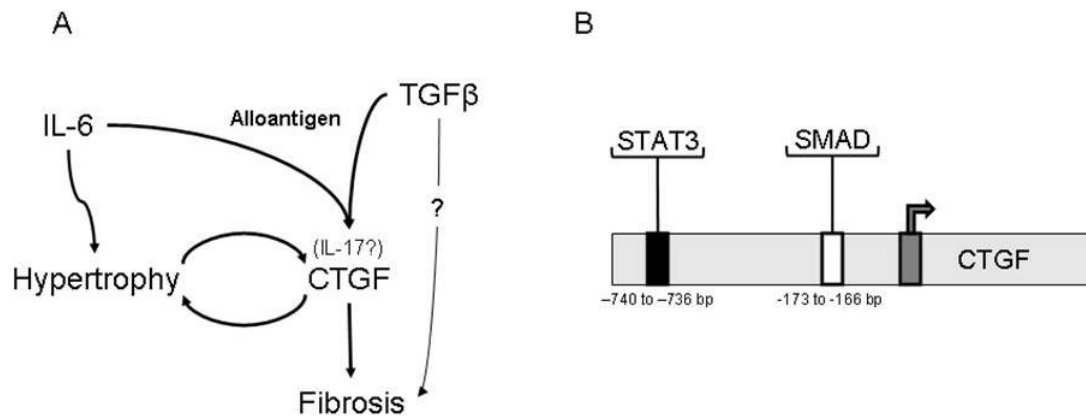 A
TGFβ
IL-6
Alloantigen
?
(IL-17?)
Hypertrophy
CTGF
Fibrosis
B
STAT3
SMAD
CTGF
–740 to –736 bp
-173 to -166 bp